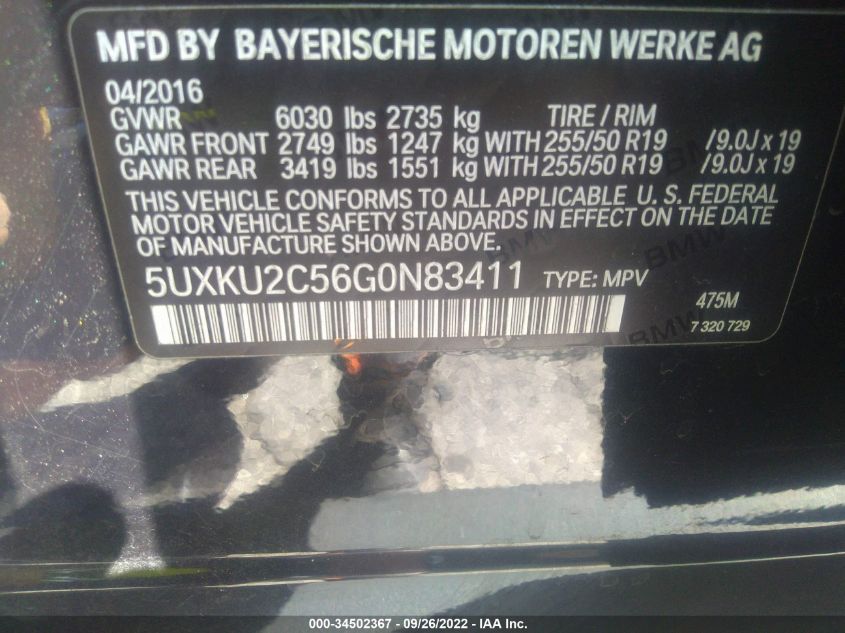 MFD BY BAYERISCHE MOTOREN WERKE AG
04/2016
GVWR 6030 lbs 2735 kg TIRE / RIM
GAWR FRONT 2749 lbs 1247 kg WITH 255/50 R19 /9.0J x 19
GAWR REAR 3419 lbs 1551 kg WITH 255/50 R19 /9.0J x 19
THIS VEHICLE CONFORMS TO ALL APPLICABLE U. S. FEDERAL
MOTOR VEHICLE SAFETY STANDARDS IN EFFECT ON THE DATE
OF MANUFACTURE SHOWN ABOVE.
5UXKU2C56G0N83411 TYPE: MPV
475M
7 320 729
BMW
000-34502367 - 09/26/2022 - IAA Inc.